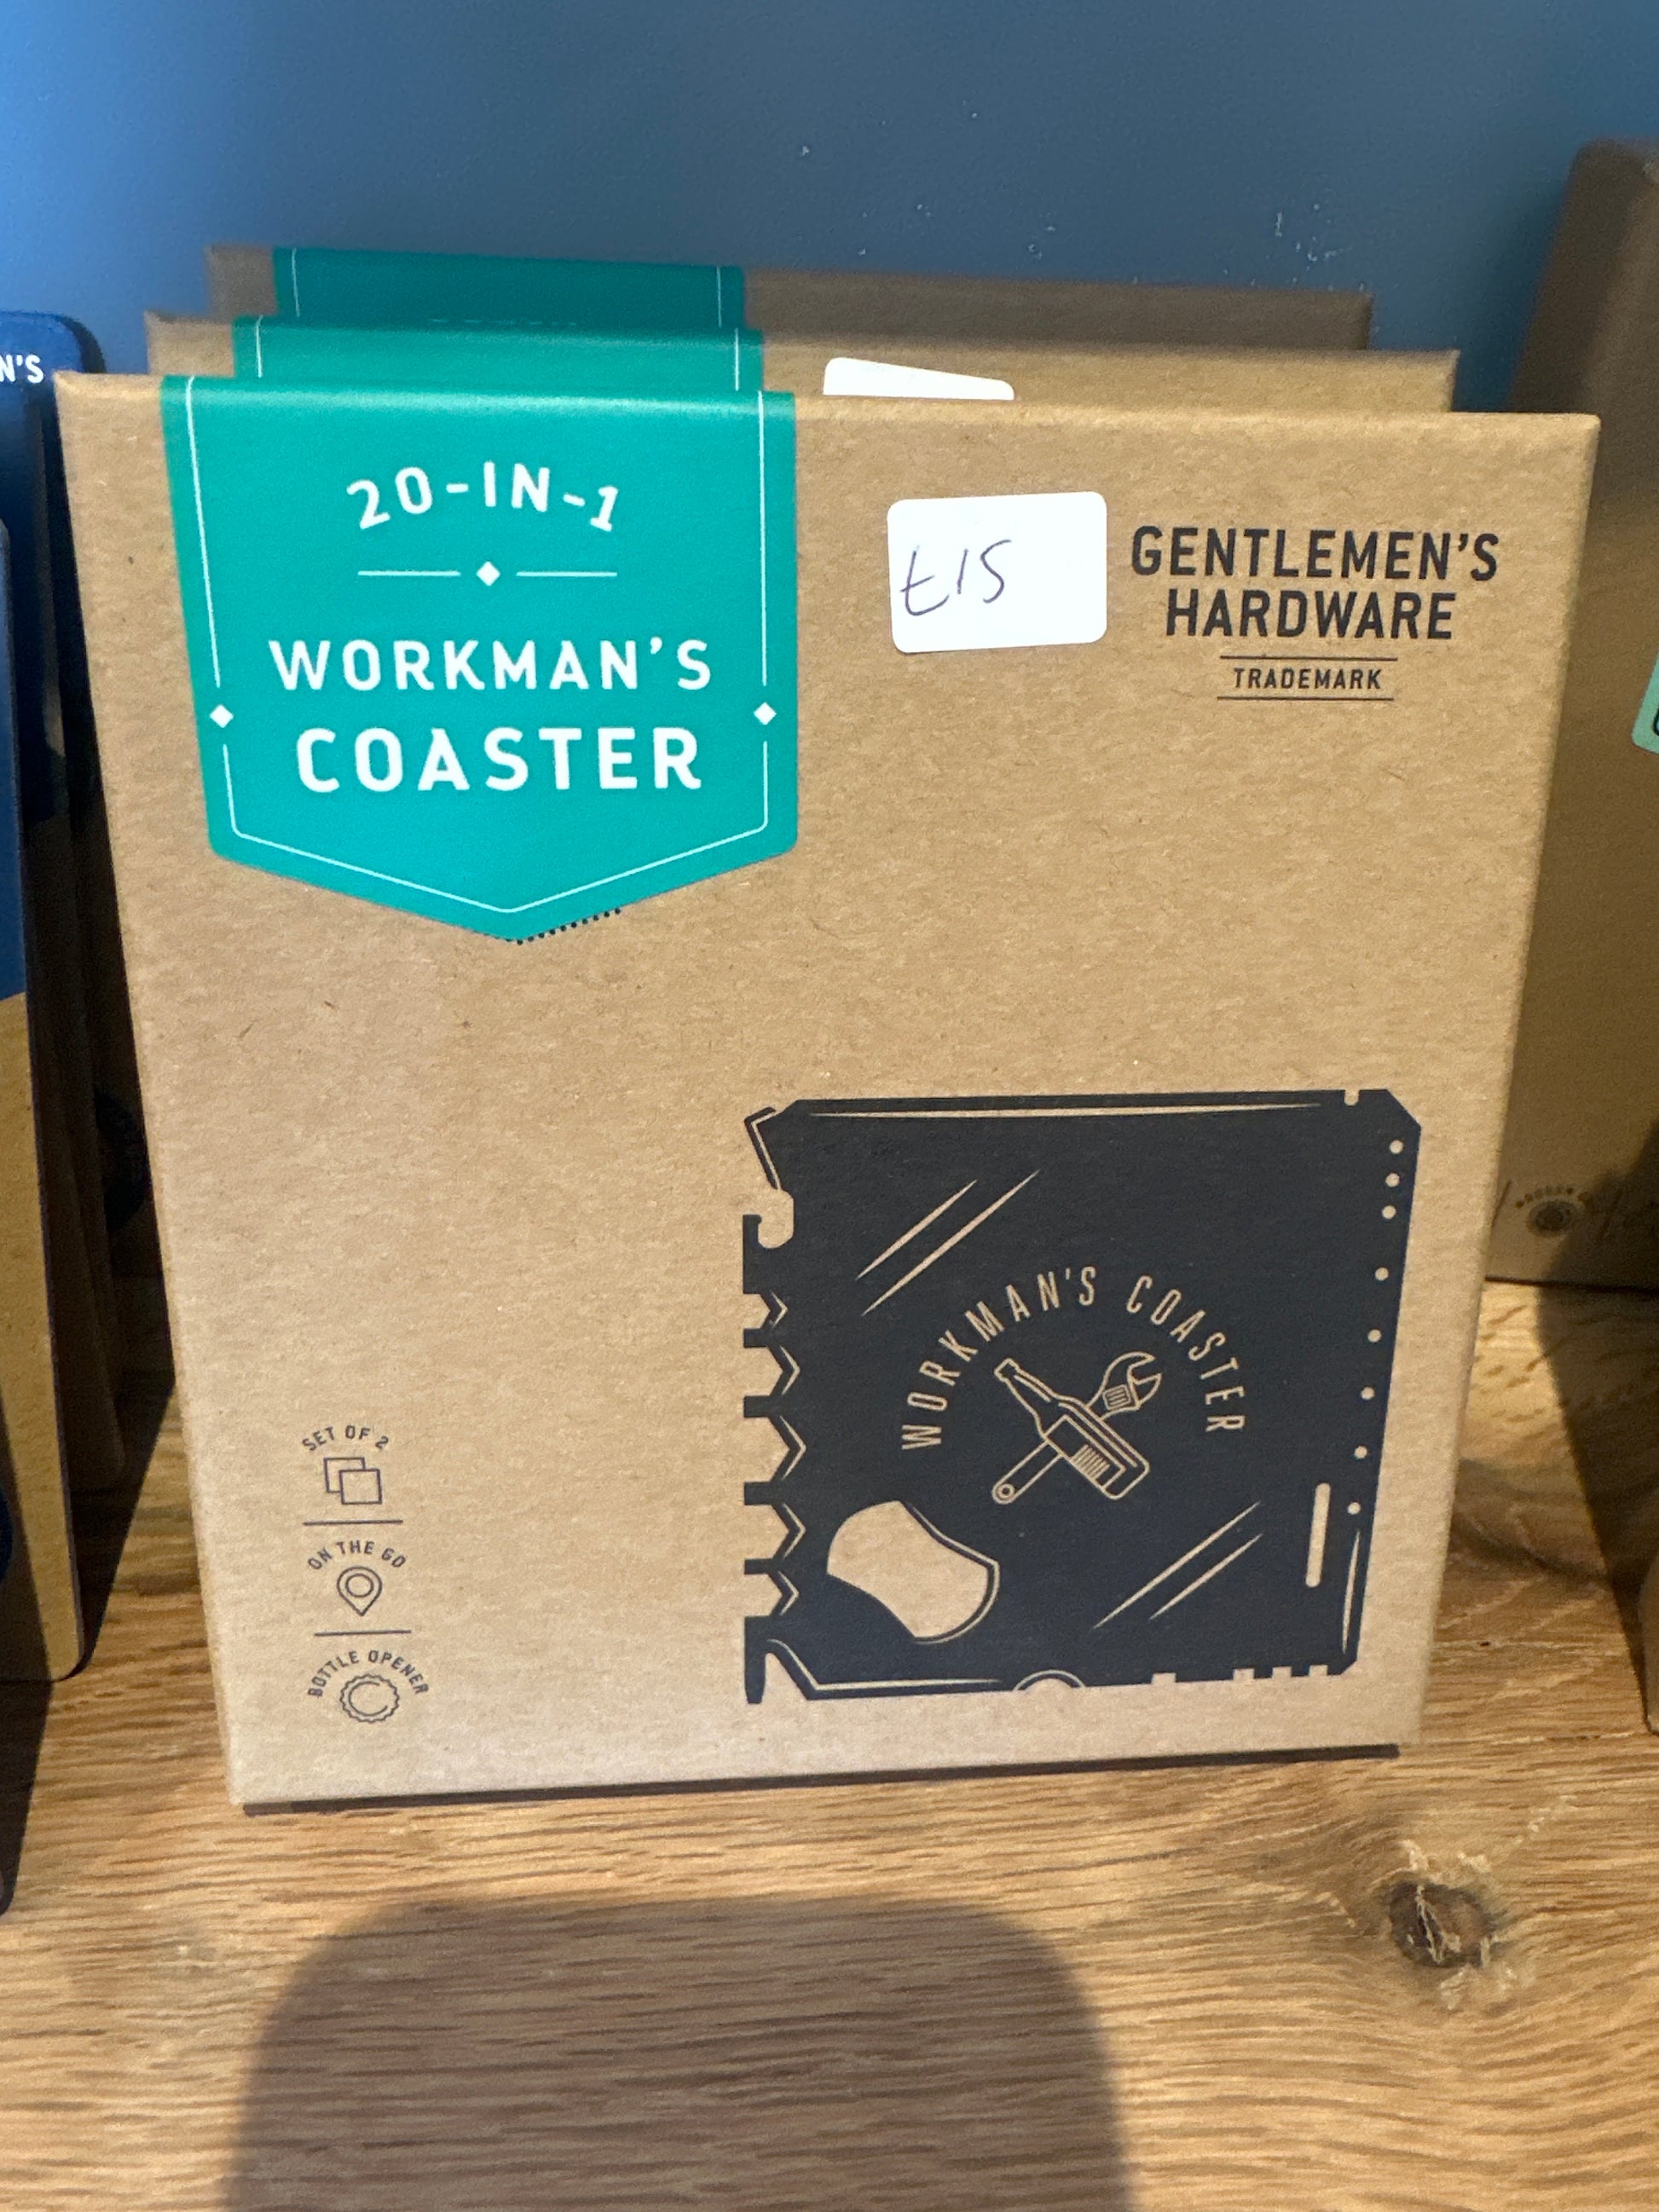 N'S
20-IN-1
WORKMAN'S
COASTER
£15
GENTLEMEN'S
HARDWARE
TRADEMARK
WORKMAN'S COASTER
SET OF 2
ON THE GO
BOTTLE OPENER